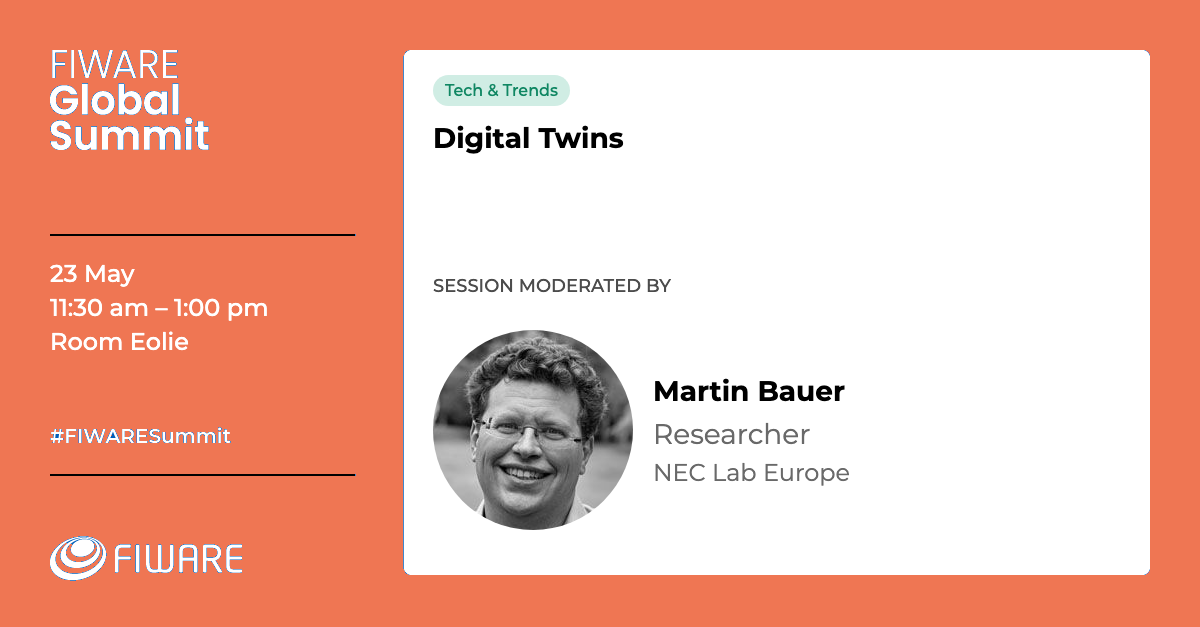 FIWARE
Global
Summit
23 May
11:30 am – 1:00 pm
Room Eolie
#FIWARESummit
FIWARE
Tech & Trends
Digital Twins
SESSION MODERATED BY
Martin Bauer
Researcher
NEC Lab Europe